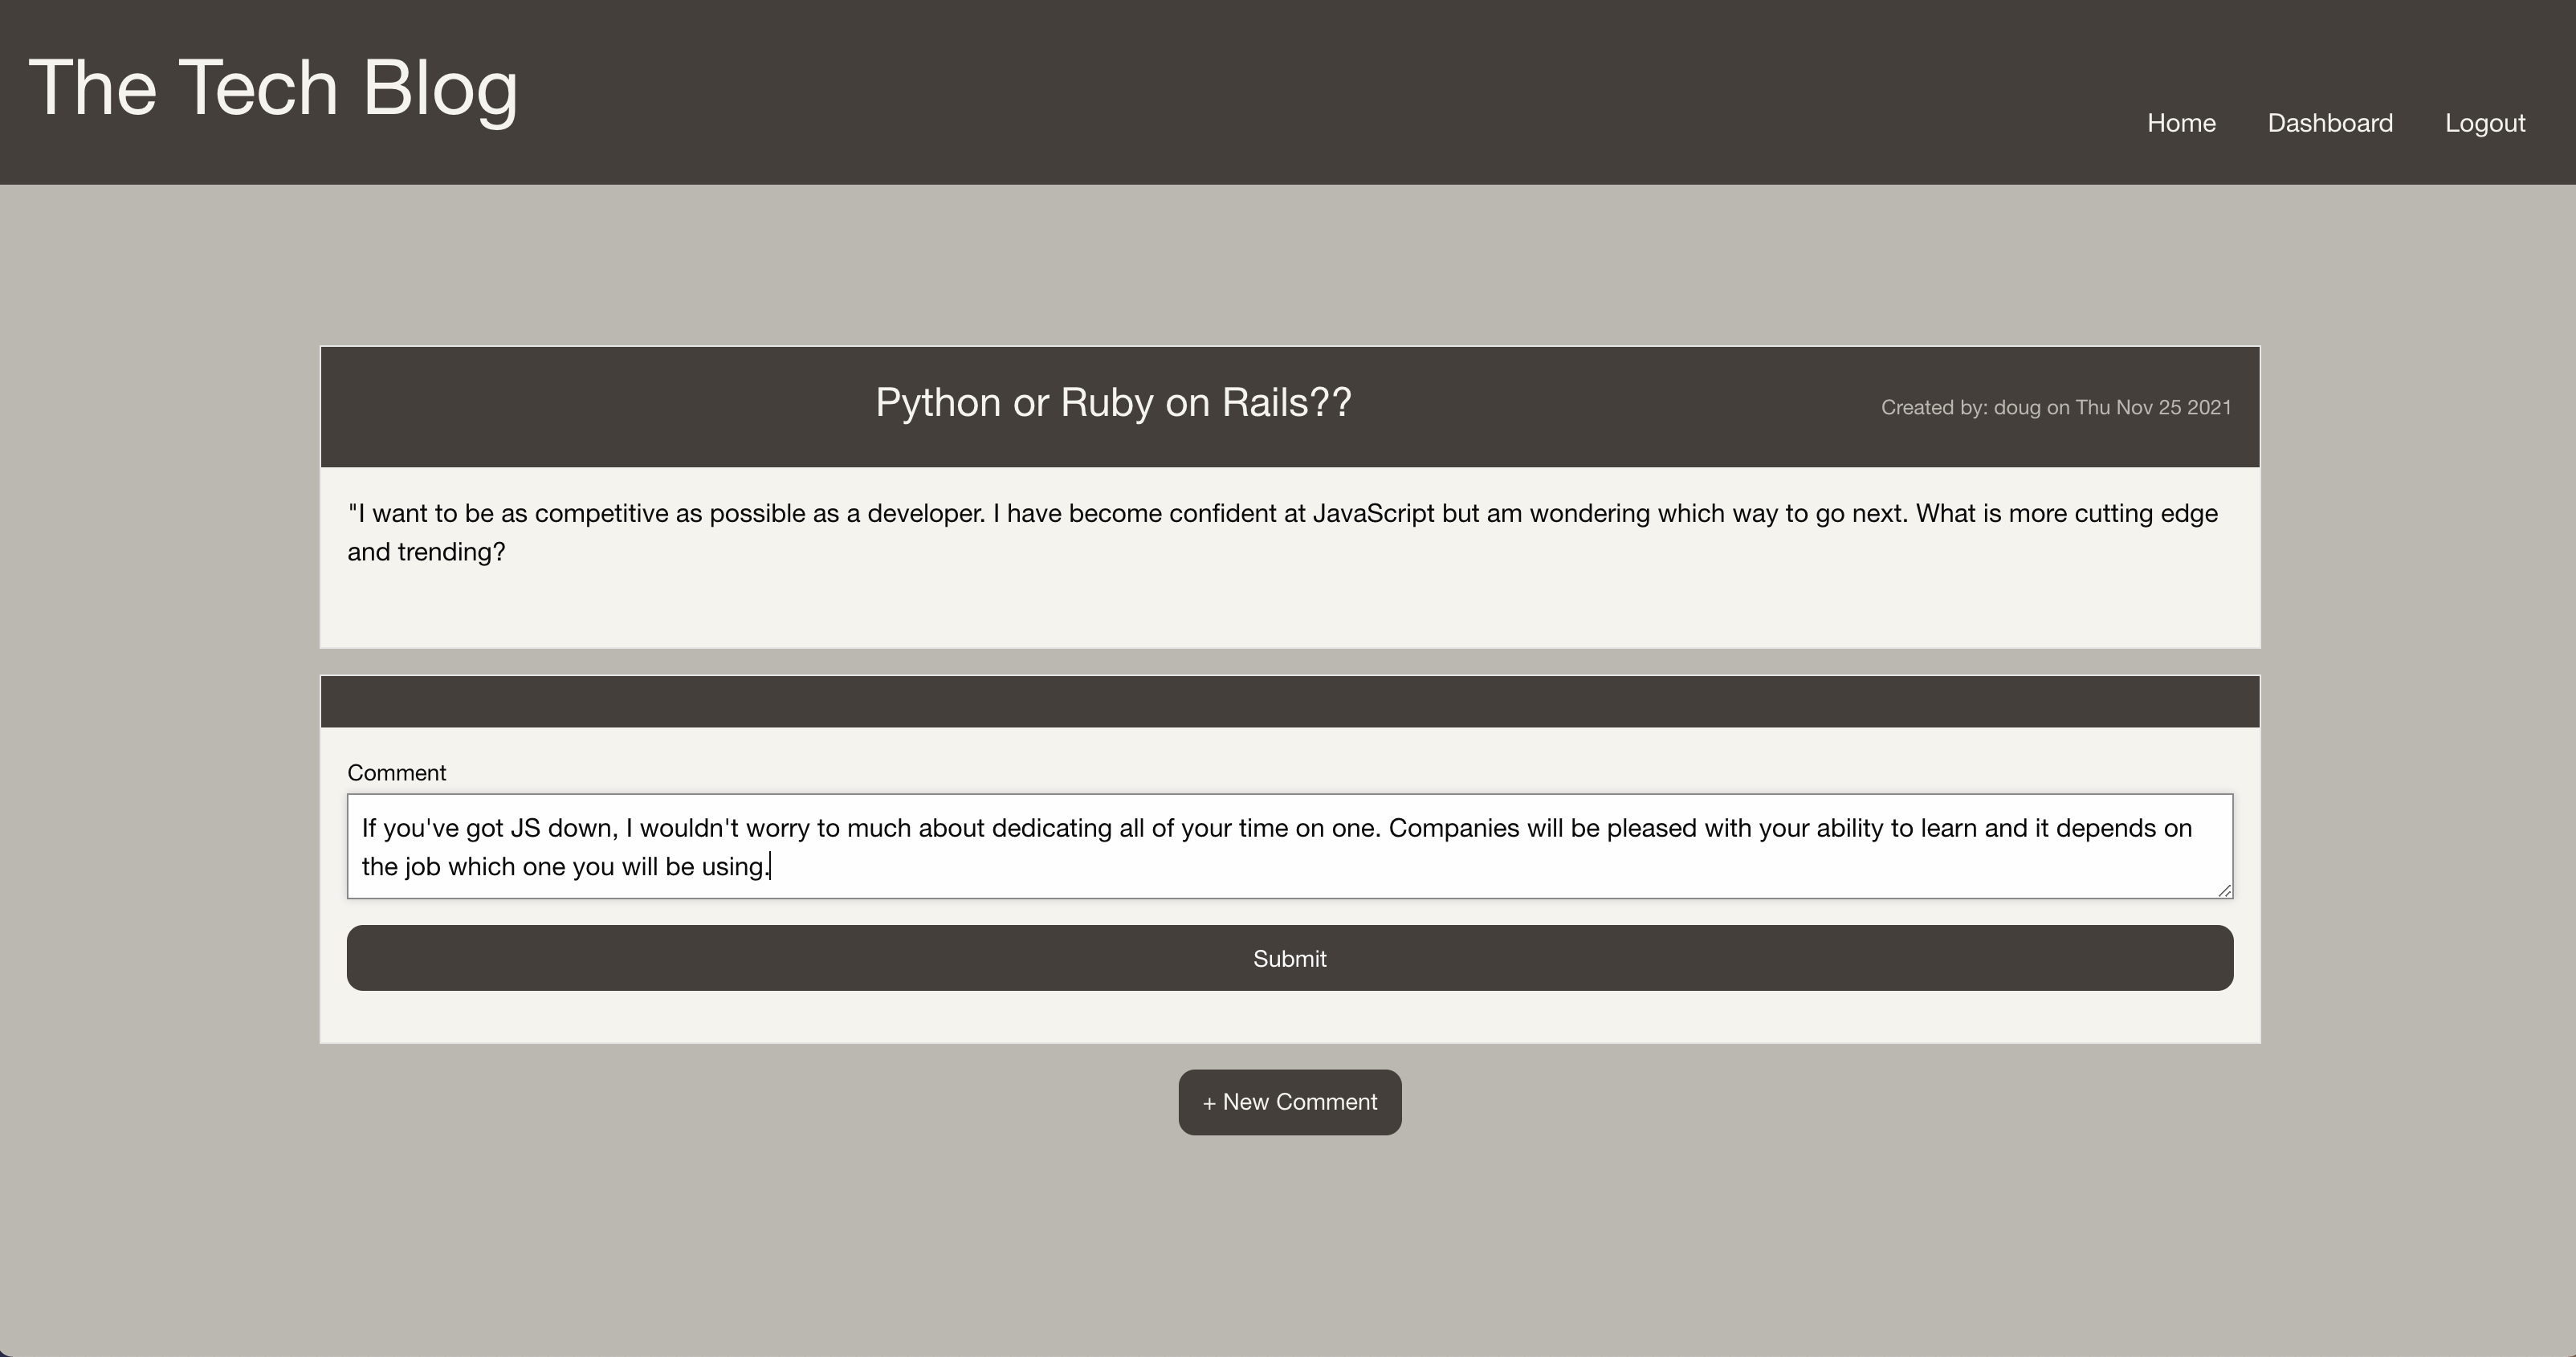 The Tech Blog
Home Dashboard Logout
Python or Ruby on Rails??
Created by: doug on Thu Nov 25 2021
"I want to be as competitive as possible as a developer. I have become confident at JavaScript but am wondering which way to go next. What is more cutting edge
and trending?
Comment
If you've got JS down, I wouldn't worry to much about dedicating all of your time on one. Companies will be pleased with your ability to learn and it depends on
the job which one you will be using.
Submit
+ New Comment